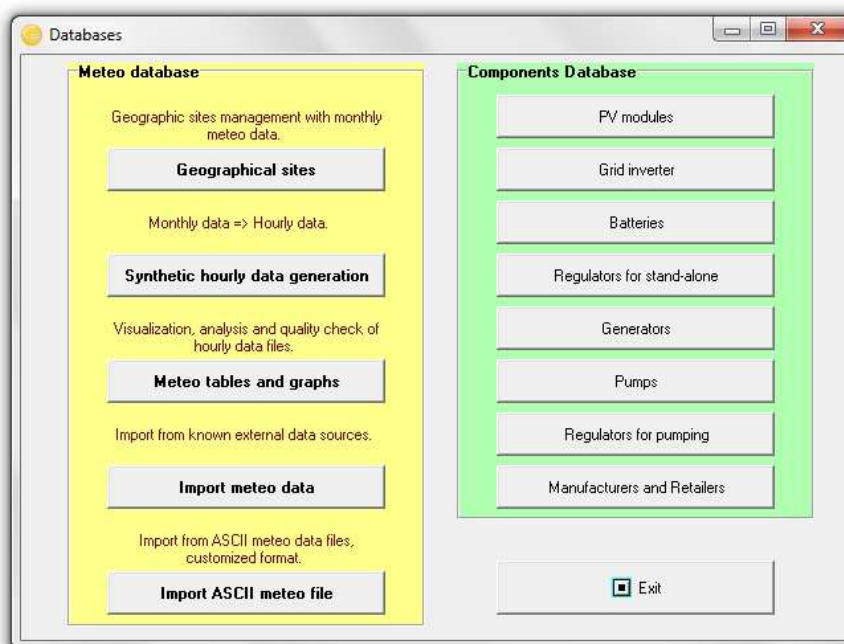 Databases
Meteo database
Geographic sites management with monthly
meteo data.
Geographical sites
Monthly data => Hourly data.
Synthetic hourly data generation
Visualization, analysis and quality check of
hourly data files.
Meteo tables and graphs
Import from known external data sources.
Import meteo data
Import from ASCII meteo data files,
customized format.
Import ASCII meteo file
Components Database
PV modules
Grid inverter
Batteries
Regulators for stand-alone
Generators
Pumps
Regulators for pumping
Manufacturers and Retailers
Exit